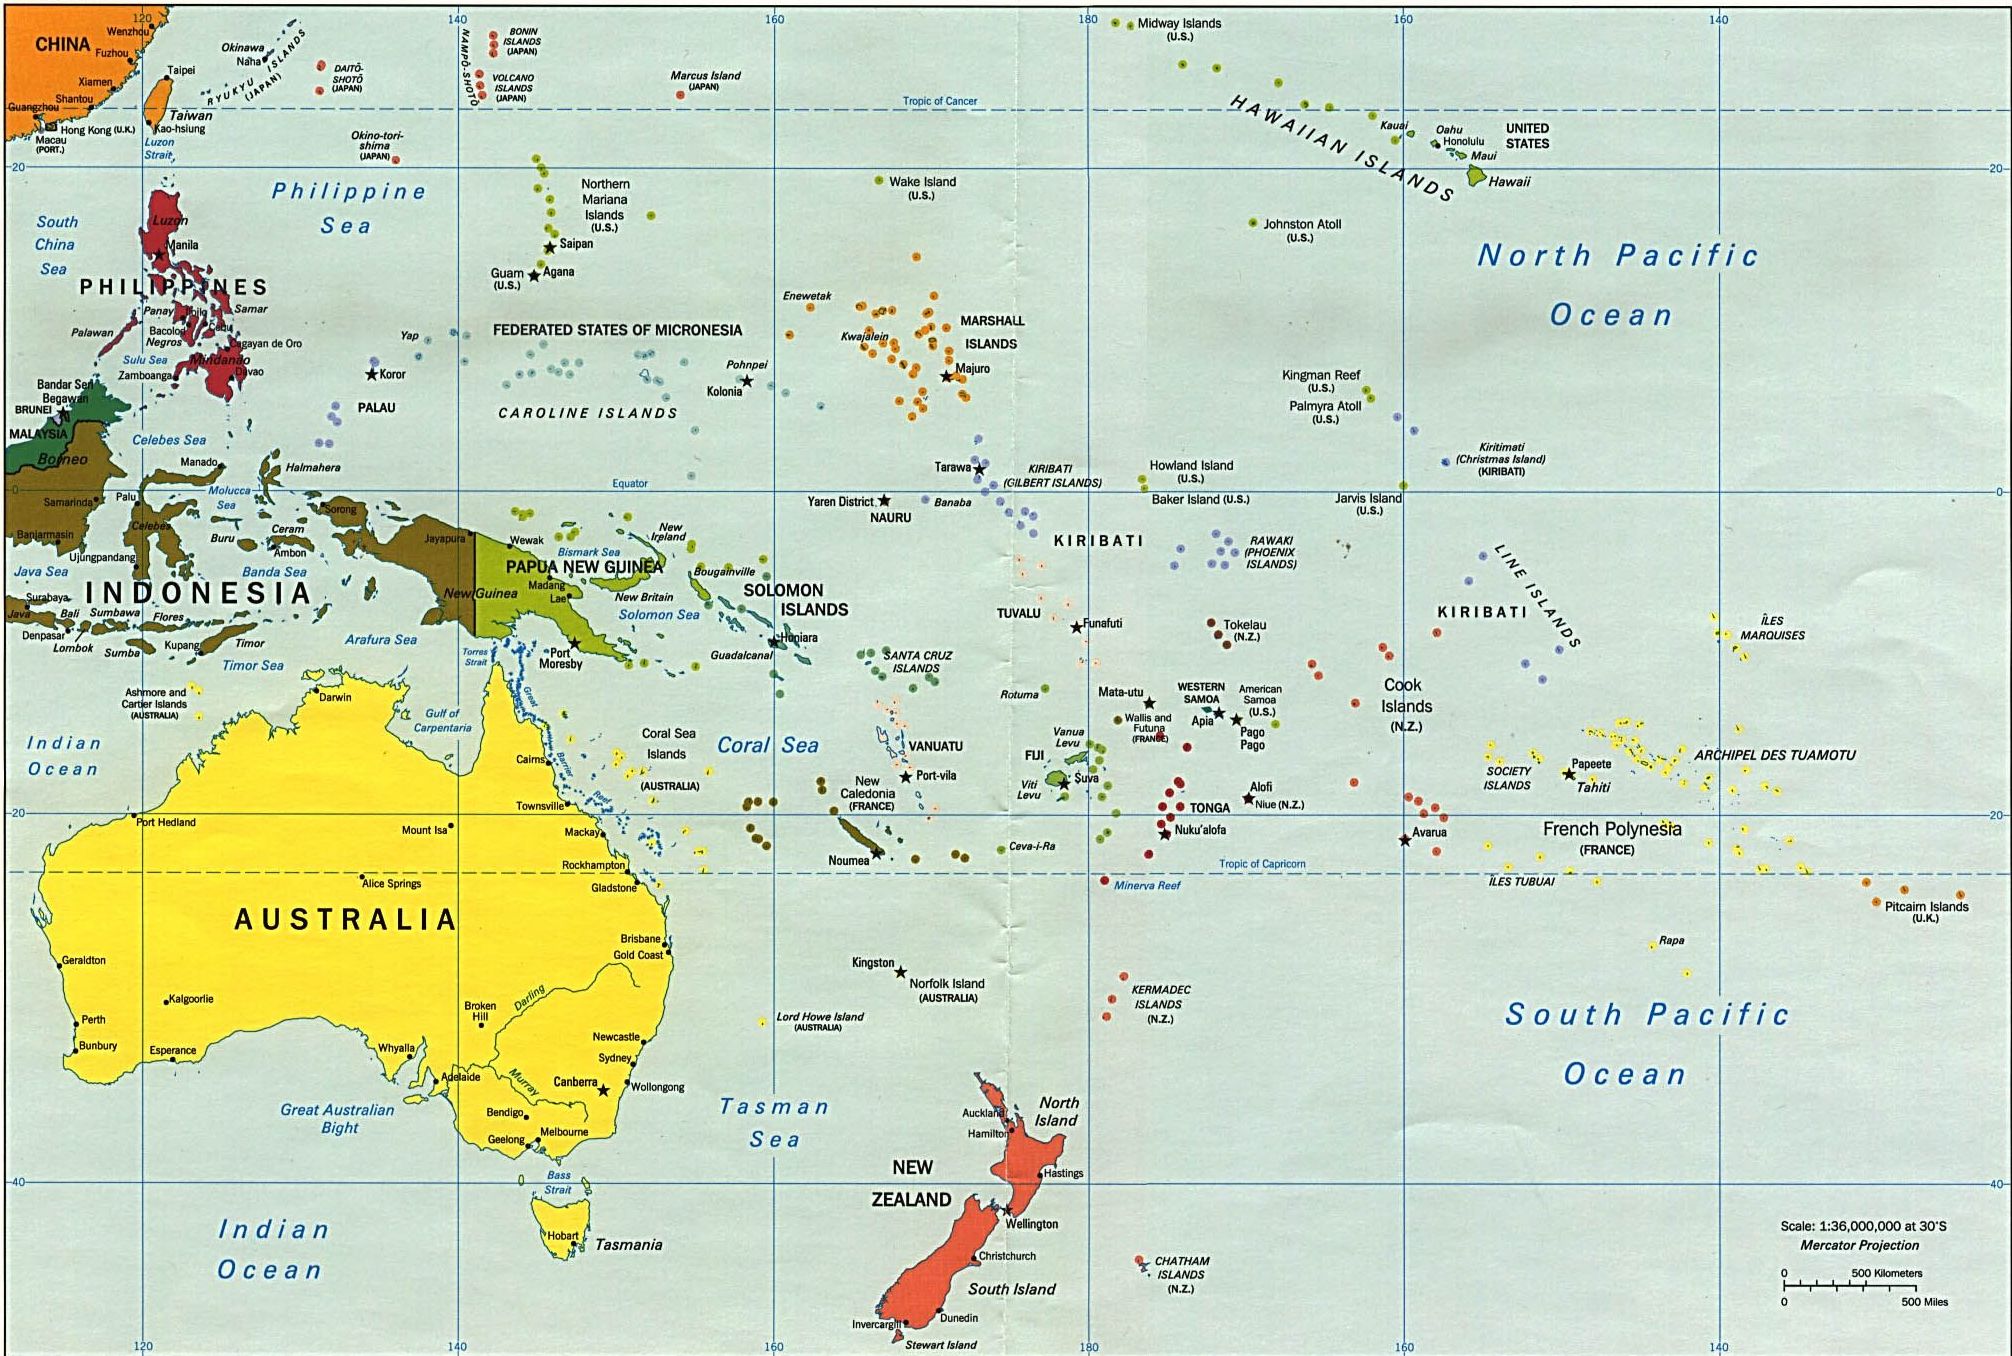 120
140
160
180
160
140
CHINA
Wenzhou
Fuzhou
Xiamen
Shantou
Guangzhou
Macau
(PORT.)
Hong Kong (U.K.)
Taipei
Taiwan
Kao-hsiung
Luzon
Strait
Okinawa
Naha
RYUKYU ISLANDS
(JAPAN)
DAITŌ-
SHOTŌ
(JAPAN)
NAMPŌ-SHOTŌ
BONIN
ISLANDS
(JAPAN)
VOLCANO
ISLANDS
(JAPAN)
Marcus Island
(JAPAN)
Okino-tori-
shima
(JAPAN)
Tropic of Cancer
Midway Islands
(U.S.)
HAWAIIAN ISLANDS
Kauai
Oahu
Honolulu
Maui
Hawaii
UNITED
STATES
20
20
Philippine
Sea
South
China
Sea
Luzon
Manila
PHILIPPINES
Panay
Iloilo
Samar
Bacolod
Cebu
Negros
Palawan
Cagayan de Oro
Sulu Sea
Mindanao
Zamboanga
Davao
Northern
Mariana
Islands
(U.S.)
Saipan
Guam
(U.S.)
Agana
Wake Island
(U.S.)
Johnston Atoll
(U.S.)
North Pacific
Ocean
Enewetak
Kwajalein
MARSHALL
ISLANDS
Majuro
Yap
FEDERATED STATES OF MICRONESIA
Pohnpei
Kolonia
CAROLINE ISLANDS
Koror
PALAU
Kingman Reef
(U.S.)
Palmyra Atoll
(U.S.)
Kiritimati
(Christmas Island)
(KIRIBATI)
Bandar Seri
Begawan
BRUNEI
MALAYSIA
Borneo
Celebes Sea
Manado
Halmahera
Samarinda
Palu
Molucca
Sea
Celebes
Banjarmasin
Ujungpandang
Buru
Ceram
Ambon
Sorong
Jayapura
Java Sea
Banda Sea
INDONESIA
Surabaya
Java
Bali
Sumbawa
Flores
Denpasar
Lombok
Sumba
Kupang
Timor
Timor Sea
Arafura Sea
Equator
0
0
Tarawa
KIRIBATI
(GILBERT ISLANDS)
Yaren District
NAURU
Banaba
Howland Island
(U.S.)
Baker Island (U.S.)
Jarvis Island
(U.S.)
Wewak
New
Ireland
Bismark Sea
PAPUA NEW GUINEA
Madang
Lae
New Guinea
New Britain
Bougainville
Solomon Sea
Port
Moresby
Torres
Strait
SOLOMON
ISLANDS
Honiara
Guadalcanal
SANTA CRUZ
ISLANDS
KIRIBATI
RAWAKI
(PHOENIX
ISLANDS)
KIRIBATI
LINE ISLANDS
TUVALU
Funafuti
Tokelau
(N.Z.)
ÎLES
MARQUISES
Rotuma
Mata-utu
Wallis and
Futuna
(FRANCE)
WESTERN
SAMOA
Apia
American
Samoa
(U.S.)
Pago
Pago
Cook
Islands
(N.Z.)
Ashmore and
Cartier Islands
(AUSTRALIA)
Darwin
Gulf of
Carpentaria
Great
Barrier
Reef
Cairns
Coral Sea
Islands
(AUSTRALIA)
Coral Sea
VANUATU
Port-vila
FIJI
Vanua
Levu
Viti
Levu
Suva
New
Caledonia
(FRANCE)
Noumea
Ceva-i-Ra
TONGA
Nuku'alofa
Alofi
Niue (N.Z.)
Avarua
SOCIETY
ISLANDS
Papeete
Tahiti
ARCHIPEL DES TUAMOTU
French Polynesia
(FRANCE)
ÎLES TUBUAI
Indian
Ocean
20
Port Hedland
Mount Isa
Townsville
Mackay
Rockhampton
Gladstone
Alice Springs
AUSTRALIA
Tropic of Capricorn
Minerva Reef
Pitcairn Islands
(U.K.)
Rapa
Geraldton
Kalgoorlie
Perth
Bunbury
Esperance
Brisbane
Gold Coast
Darling
Broken
Hill
Newcastle
Sydney
Canberra
Wollongong
Whyalla
Adelaide
Murray
Bendigo
Geelong
Melbourne
Great Australian
Bight
Kingston
Norfolk Island
(AUSTRALIA)
Lord Howe Island
(AUSTRALIA)
KERMADEC
ISLANDS
(N.Z.)
South Pacific
Ocean
Tasman
Sea
Bass
Strait
Hobart
Tasmania
Indian
Ocean
40
40
North
Island
Auckland
Hamilton
Hastings
NEW
ZEALAND
Wellington
Christchurch
South Island
Dunedin
Invercargill
Stewart Island
CHATHAM
ISLANDS
(N.Z.)
Scale: 1:36,000,000 at 30°S
Mercator Projection
0 500 Kilometers
0 500 Miles
120
140
160
180
160
140